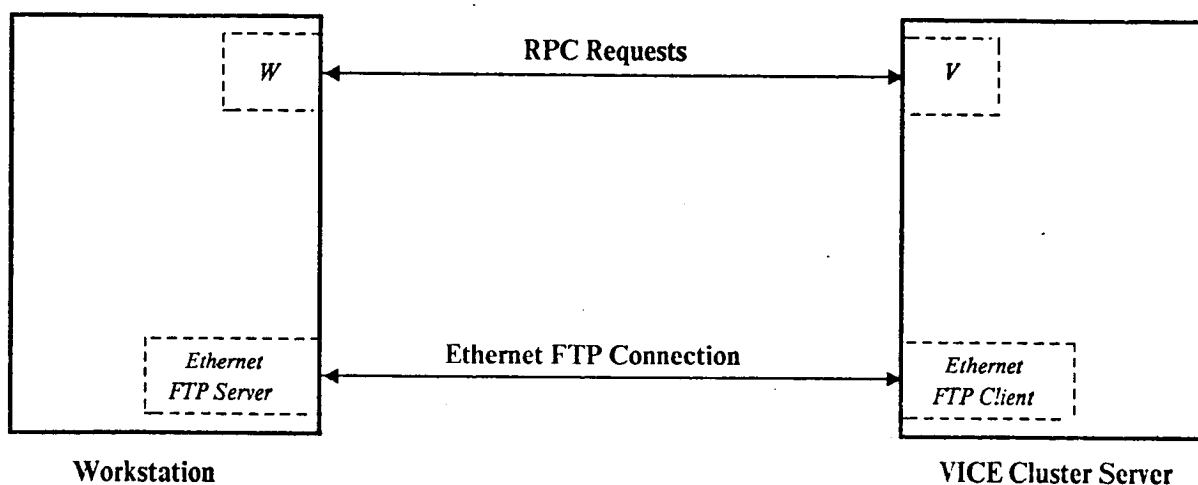 RPC Requests
W
V
Ethernet FTP Connection
Ethernet
FTP Server
Ethernet
FTP Client
Workstation
VICE Cluster Server